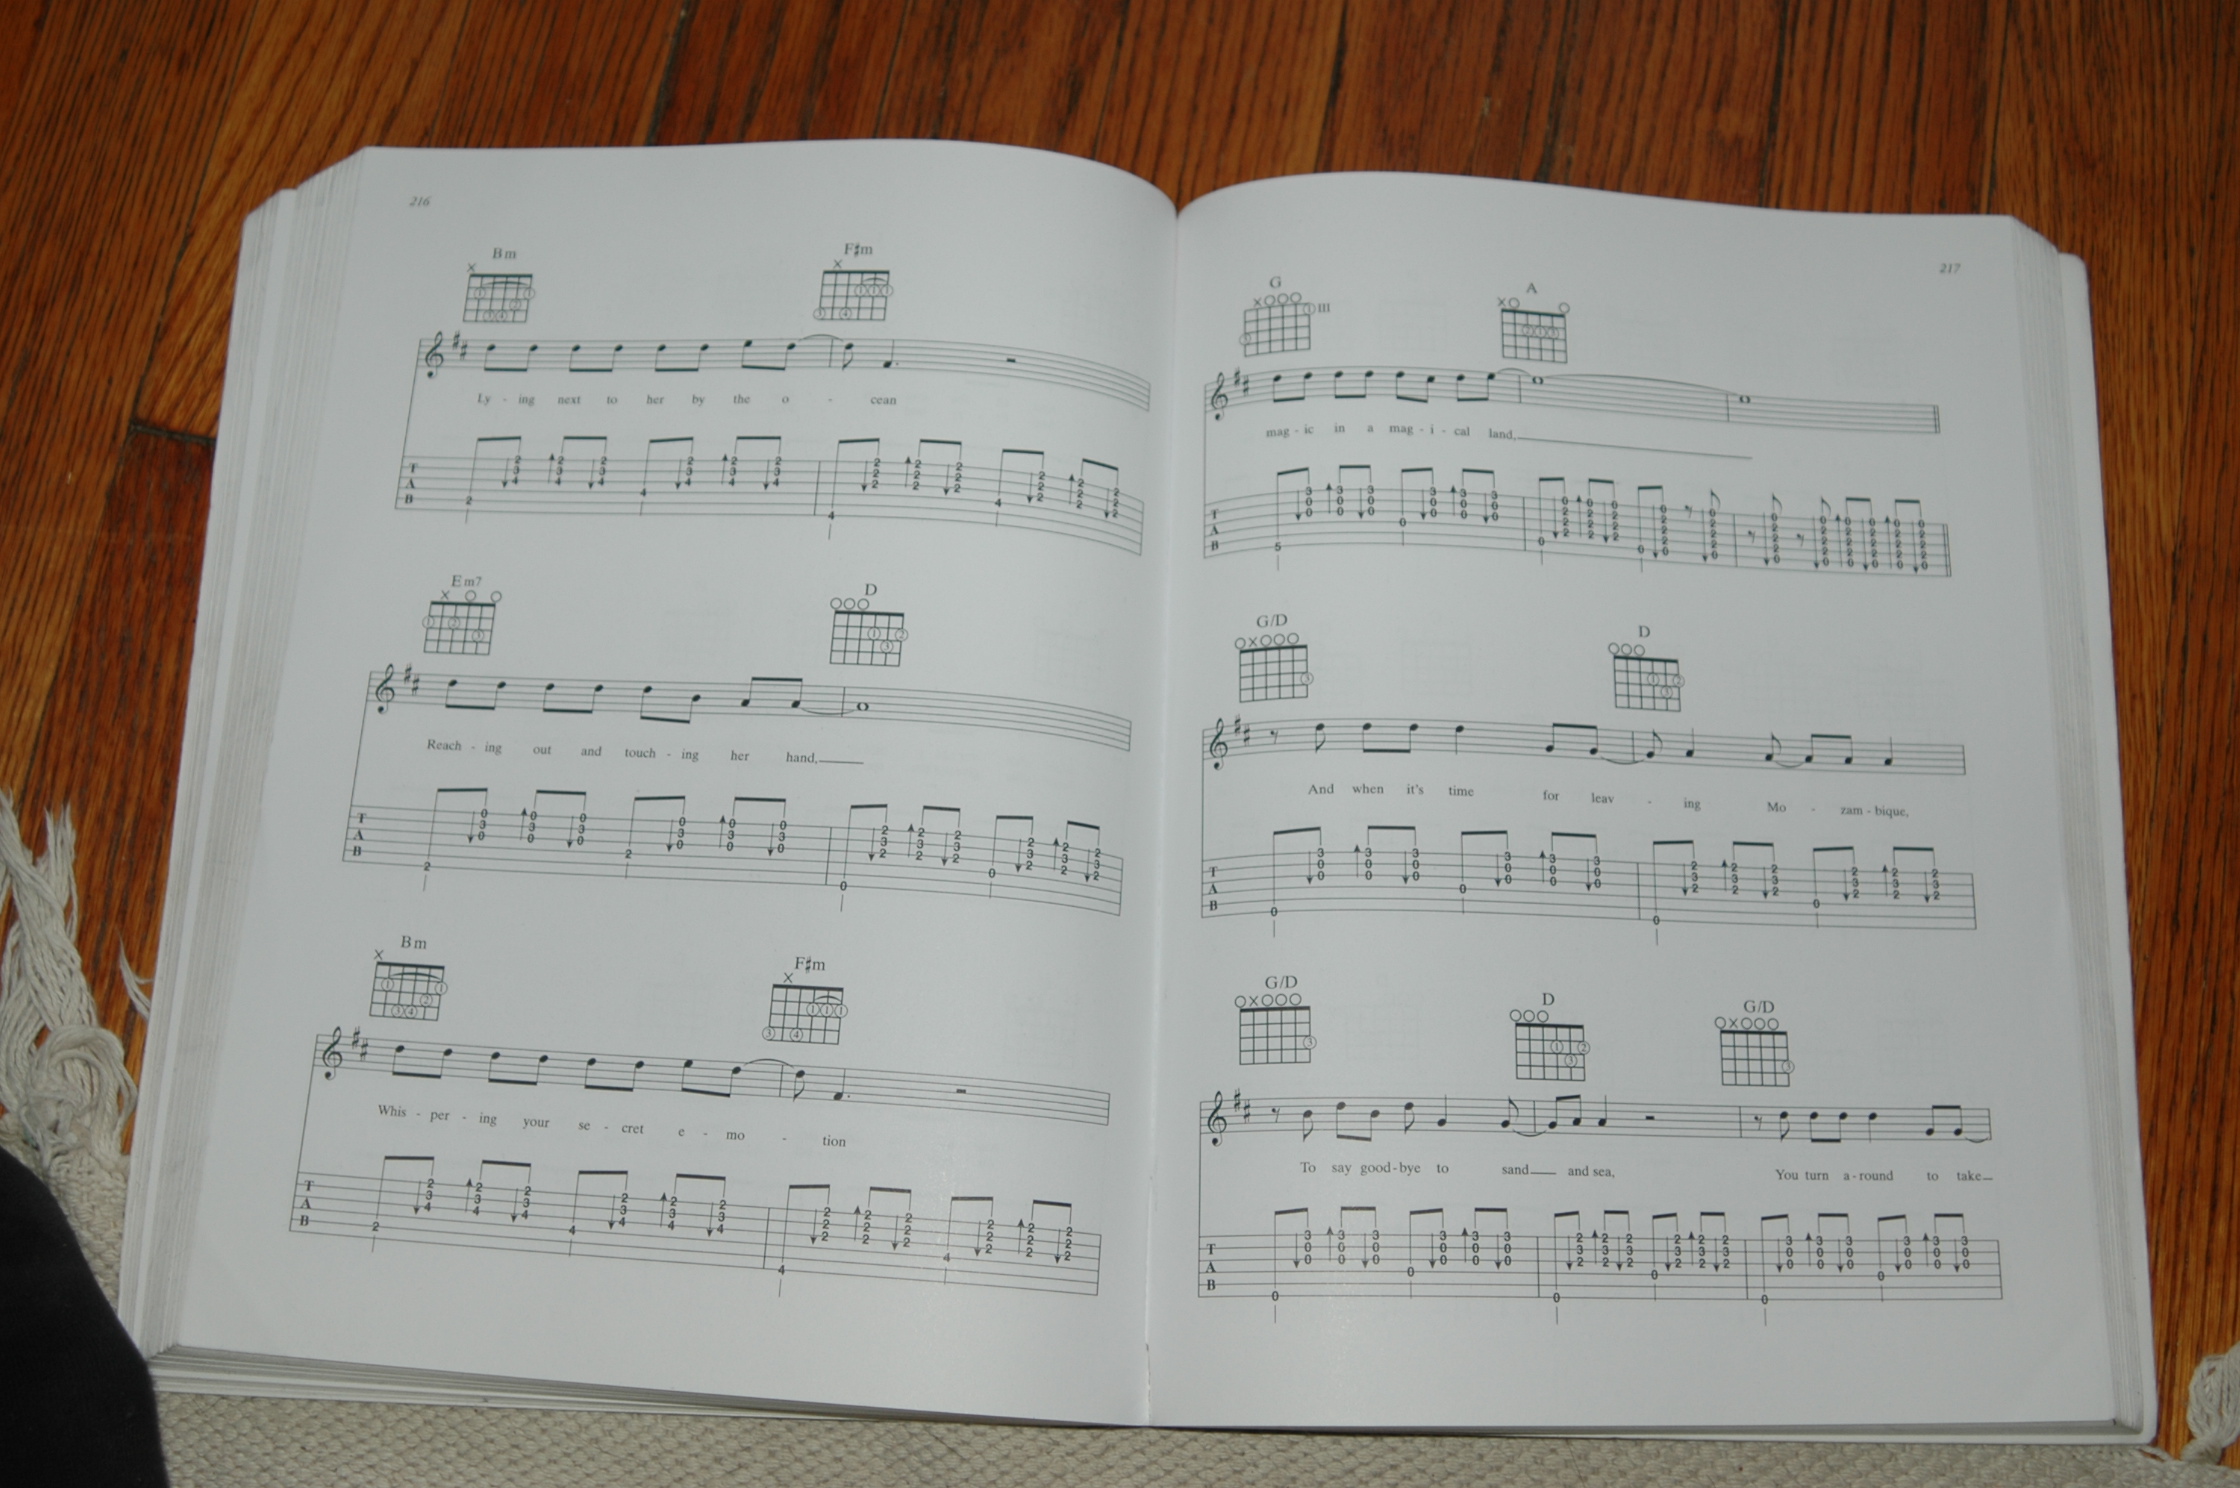 216
Bm F♯m
Ly - ing next to her by the o - cean
T
A
B
Em7 D
Reach - ing out and touch - ing her hand,
T
A
B
Bm F♯m
Whis - per - ing your se - cret e - mo - tion
T
A
B
217
G A
III
mag - ic in a mag - i - cal land,
T
A
B
G/D D
And when it's time for leav - ing Mo - zam - bique,
T
A
B
G/D D G/D
To say good - bye to sand and sea, You turn a - round to take
T
A
B